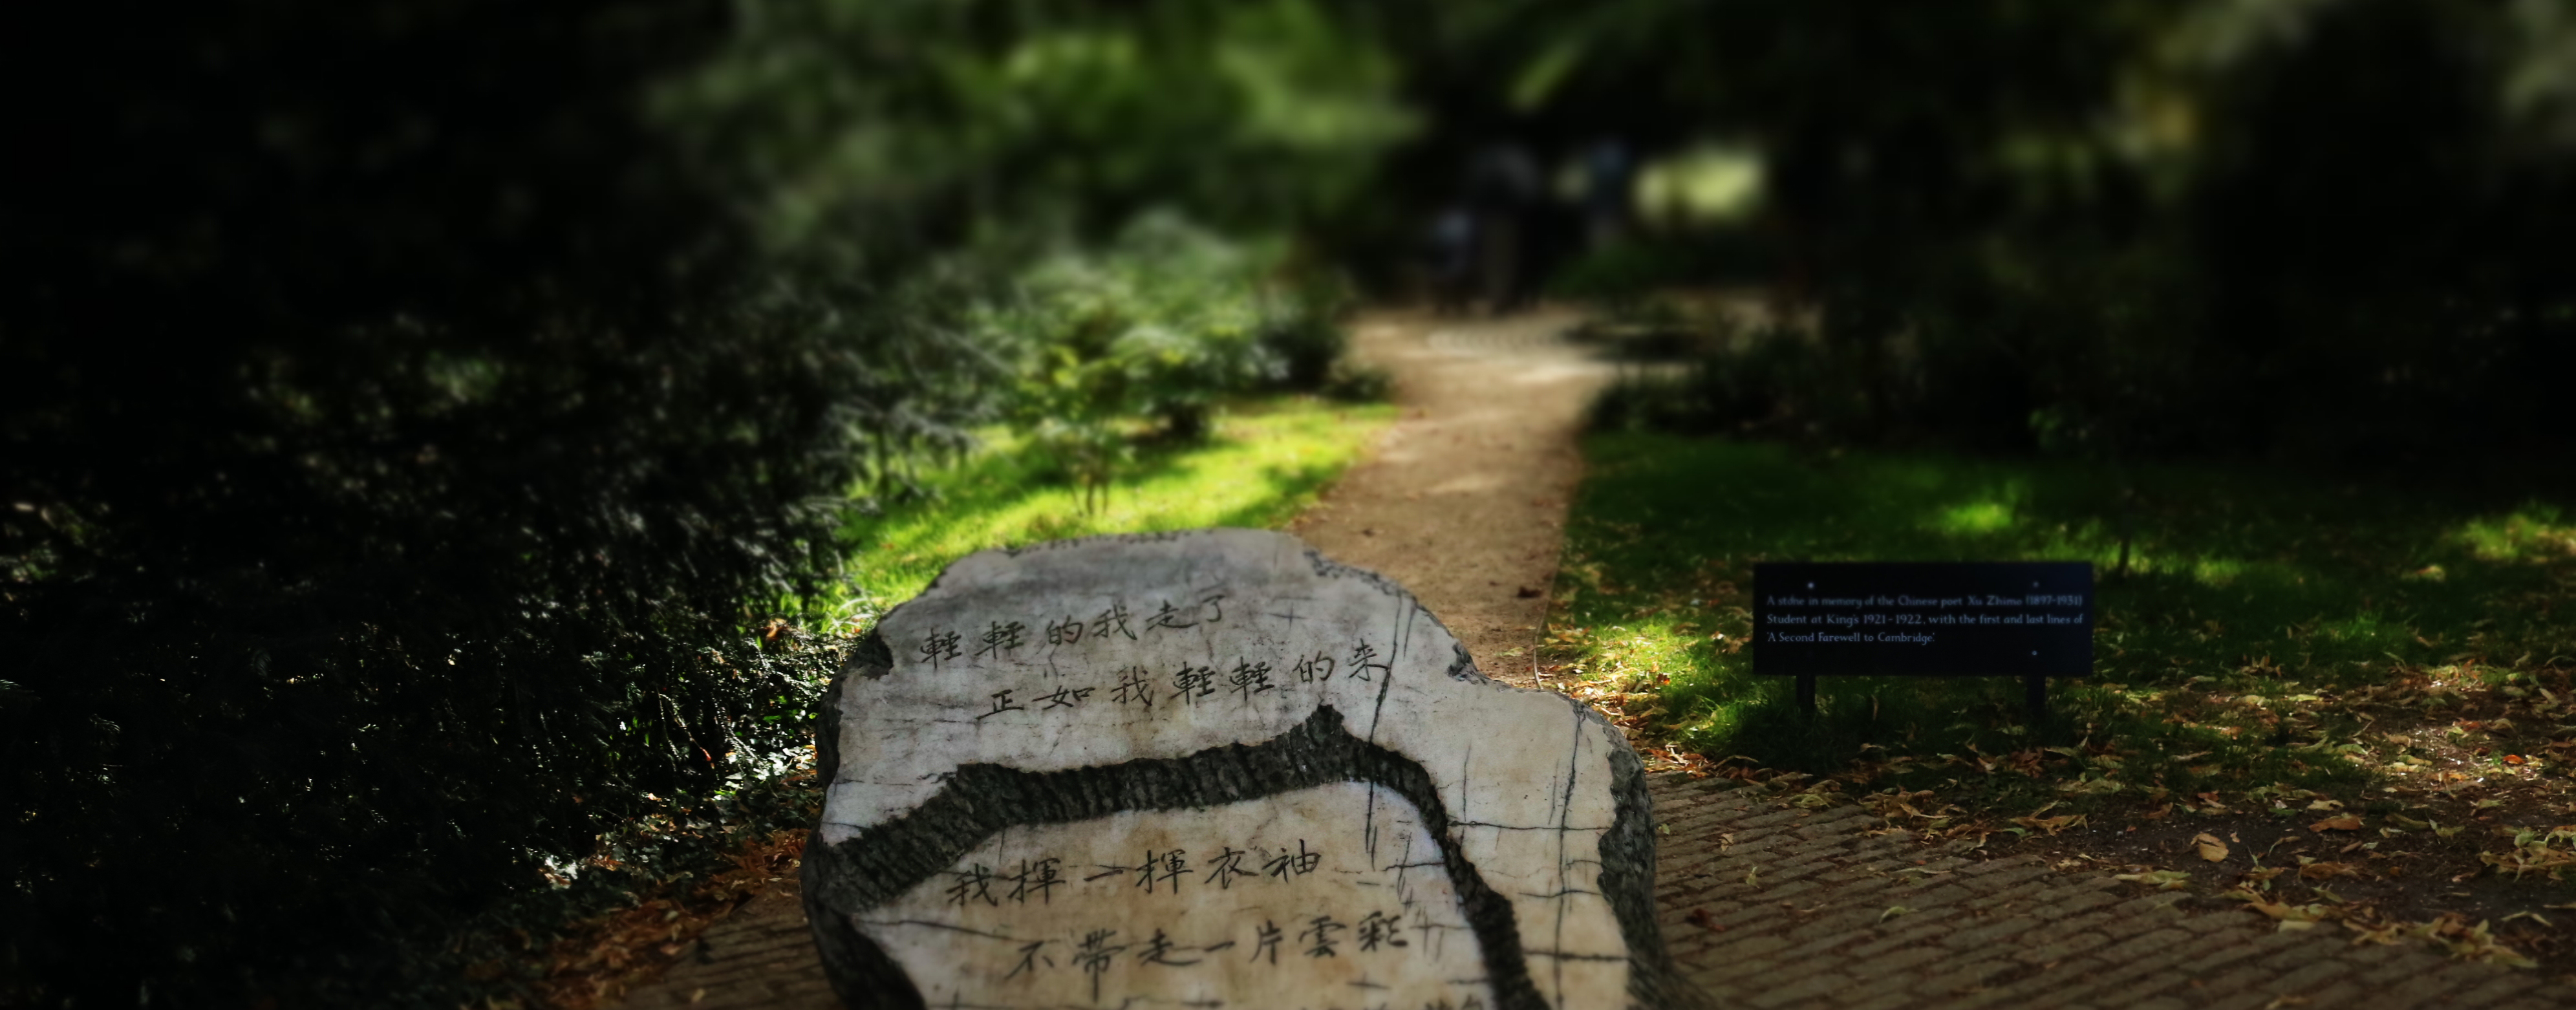 輕輕的我走了
正如我輕輕的来
我揮一揮衣袖
不帶走一片雲彩
A stone in memory of the Chinese poet Xu Zhimo (1897-1931)
Student at King's 1921-1922, with the first and last lines of
'A Second Farewell to Cambridge'